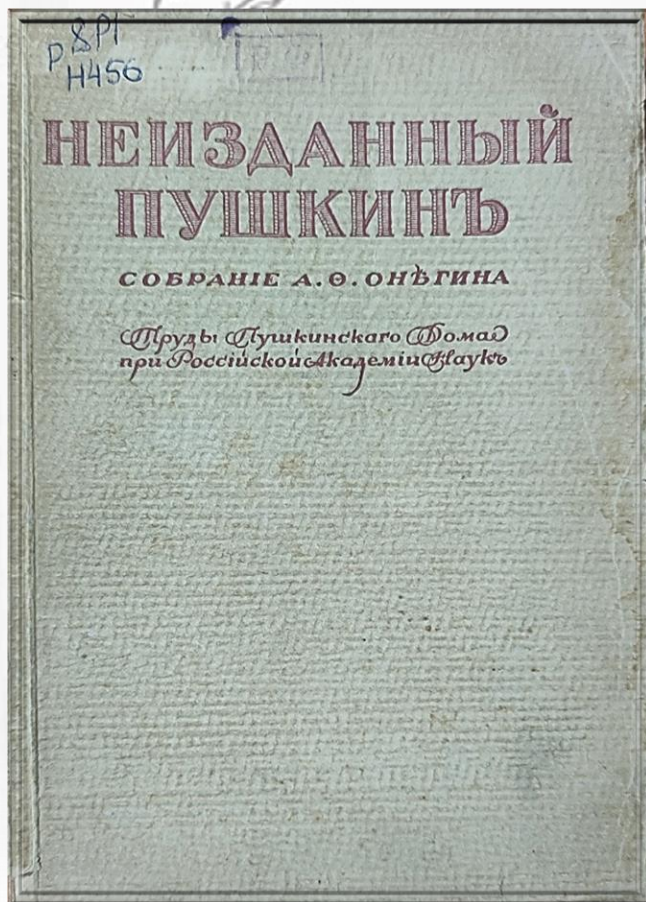 Р 8Р1
Н456
НЕИЗДАННЫЙ
ПУШКИНЪ
СОБРАНІЕ А. Ѳ. ОНѢГИНА
Труды Пушкинскаго Дома
при Россійской Академіи Наукъ